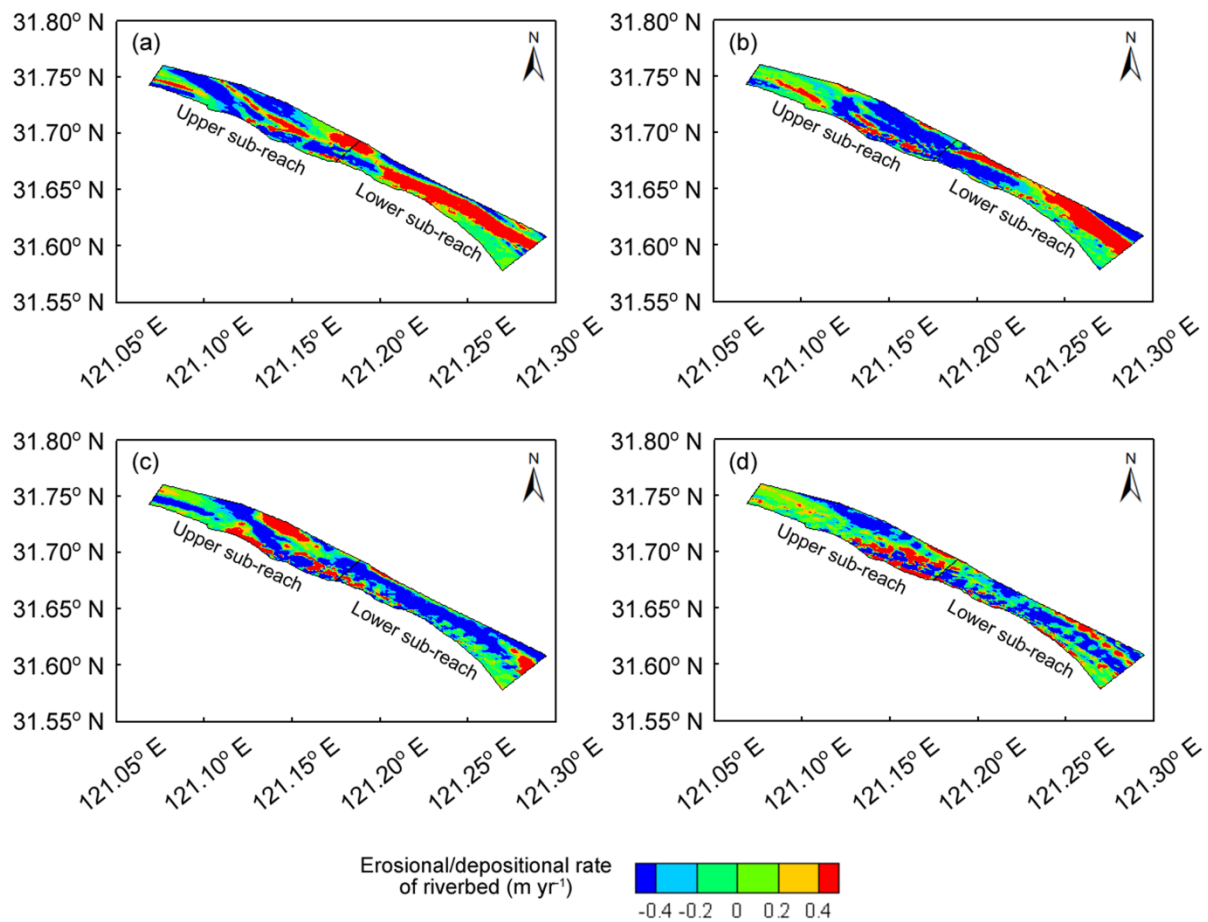 31.80° N
31.75° N
31.70° N
31.65° N
31.60° N
31.55° N
(a)
N
Upper sub-reach
Lower sub-reach
121.05° E
121.10° E
121.15° E
121.20° E
121.25° E
121.30° E
31.80° N
31.75° N
31.70° N
31.65° N
31.60° N
31.55° N
(b)
N
Upper sub-reach
Lower sub-reach
121.05° E
121.10° E
121.15° E
121.20° E
121.25° E
121.30° E
31.80° N
31.75° N
31.70° N
31.65° N
31.60° N
31.55° N
(c)
N
Upper sub-reach
Lower sub-reach
121.05° E
121.10° E
121.15° E
121.20° E
121.25° E
121.30° E
31.80° N
31.75° N
31.70° N
31.65° N
31.60° N
31.55° N
(d)
N
Upper sub-reach
Lower sub-reach
121.05° E
121.10° E
121.15° E
121.20° E
121.25° E
121.30° E
Erosional/depositional rate
of riverbed (m yr⁻¹)
-0.4 -0.2 0 0.2 0.4